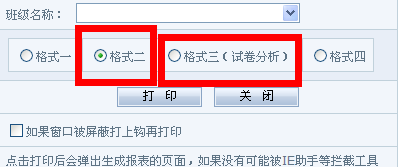 班级名称：
格式一 格式二 格式三（试卷分析） 格式四
打 印 关 闭
如果窗口被屏蔽打上钩再打印
点击打印后会弹出生成报表的页面，如果没有可能被IE助手等拦截工具